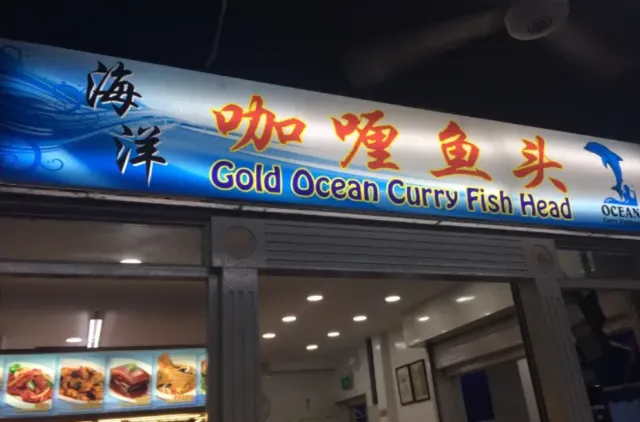 海洋
咖喱鱼头
Gold Ocean Curry Fish Head
OCEAN